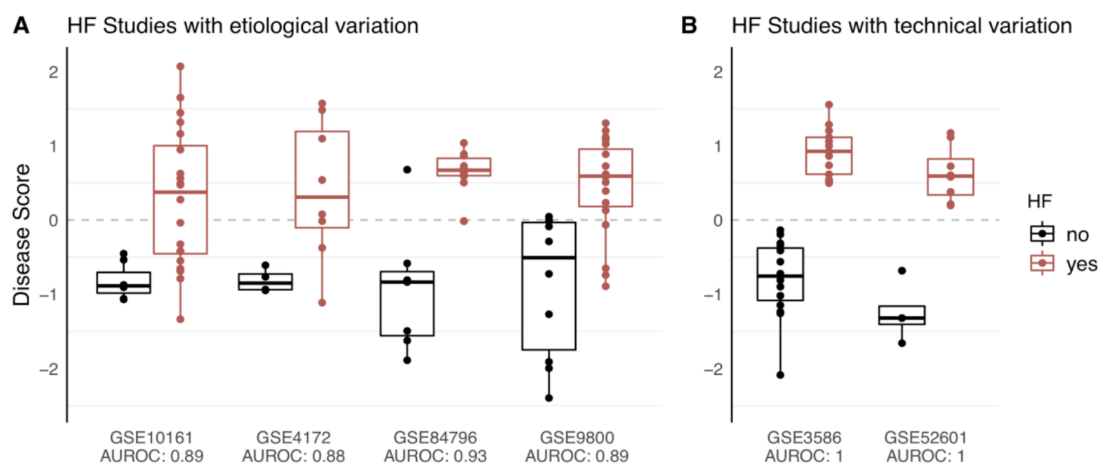 A HF Studies with etiological variation
B HF Studies with technical variation
Disease Score
2
1
0
−1
−2
2
1
0
−1
−2
GSE10161
AUROC: 0.89
GSE4172
AUROC: 0.88
GSE84796
AUROC: 0.93
GSE9800
AUROC: 0.89
GSE3586
AUROC: 1
GSE52601
AUROC: 1
HF
no
yes